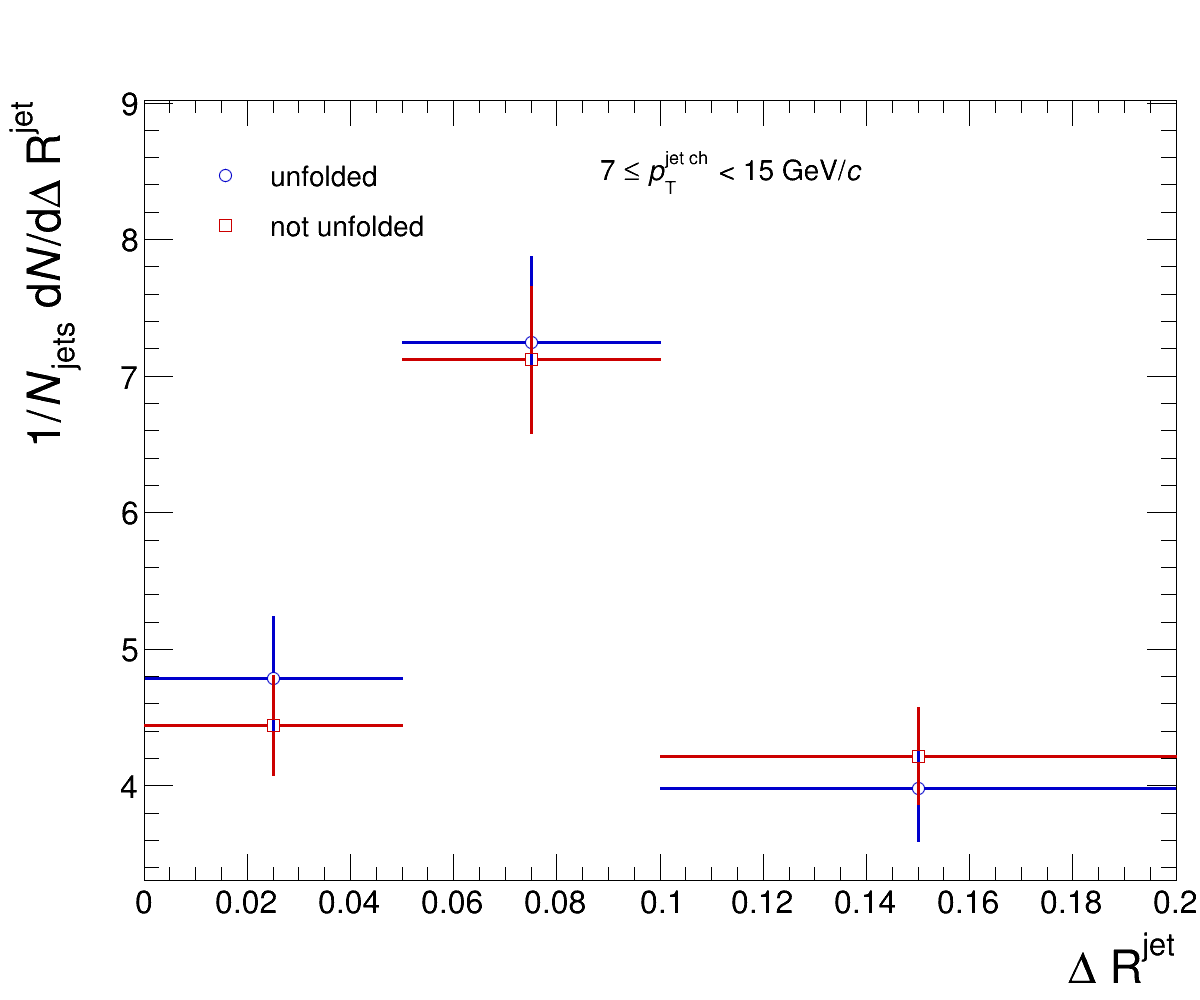 1/N_jets dN/dΔ R^jet
9
8
7
6
5
4
unfolded
not unfolded
7 ≤ p_T^jet ch < 15 GeV/c
0 0.02 0.04 0.06 0.08 0.1 0.12 0.14 0.16 0.18 0.2
Δ R^jet